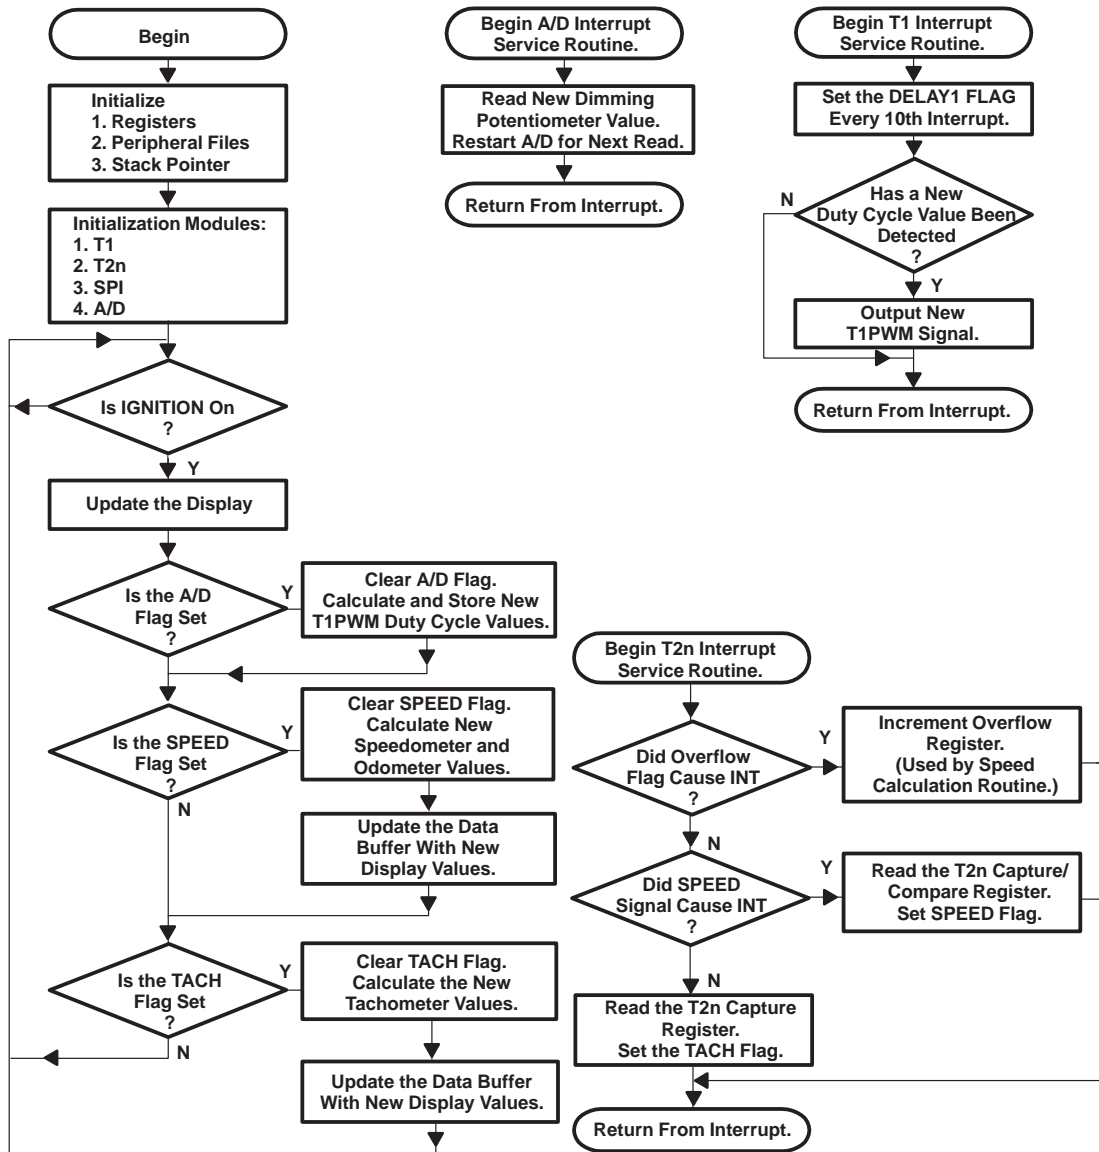 Begin
Initialize
1. Registers
2. Peripheral Files
3. Stack Pointer
Initialization Modules:
1. T1
2. T2n
3. SPI
4. A/D
Is IGNITION On
?
Y
Update the Display
Is the A/D
Flag Set
?
Y
Clear A/D Flag.
Calculate and Store New
T1PWM Duty Cycle Values.
Is the SPEED
Flag Set
?
Y
N
Clear SPEED Flag.
Calculate New
Speedometer and
Odometer Values.
Update the Data
Buffer With New
Display Values.
Is the TACH
Flag Set
?
Y
N
Clear TACH Flag.
Calculate the New
Tachometer Values.
Update the Data Buffer
With New Display Values.
Begin A/D Interrupt
Service Routine.
Read New Dimming
Potentiometer Value.
Restart A/D for Next Read.
Return From Interrupt.
Begin T1 Interrupt
Service Routine.
Set the DELAY1 FLAG
Every 10th Interrupt.
N
Has a New
Duty Cycle Value Been
Detected
?
Y
Output New
T1PWM Signal.
Return From Interrupt.
Begin T2n Interrupt
Service Routine.
Did Overflow
Flag Cause INT
?
Y
N
Increment Overflow
Register.
(Used by Speed
Calculation Routine.)
Did SPEED
Signal Cause INT
?
Y
N
Read the T2n Capture/
Compare Register.
Set SPEED Flag.
Read the T2n Capture
Register.
Set the TACH Flag.
Return From Interrupt.